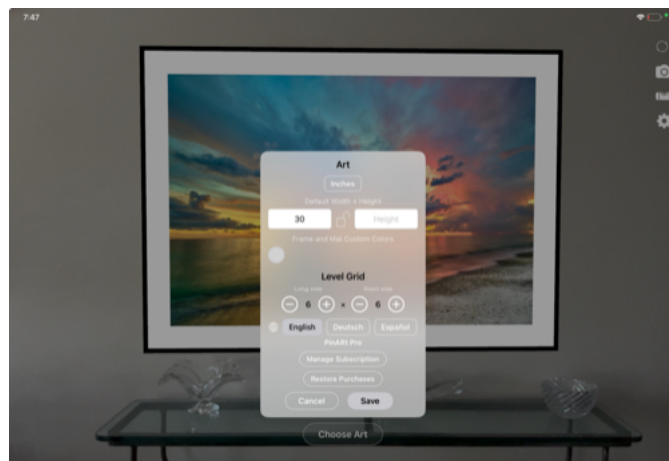 7:47
Art
Inches
Default Width x Height
30 Height
Frame and Mat Custom Colors
Level Grid
Long side Short side
6 × 6
English Deutsch Español
PinARt Pro
Manage Subscription
Restore Purchases
Cancel Save
Choose Art